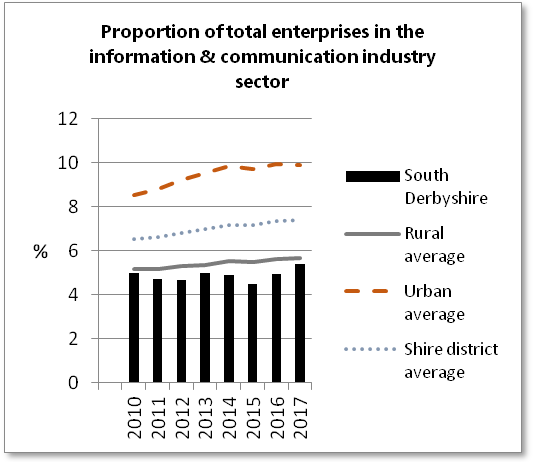 Proportion of total enterprises in the
information & communication industry
sector
12
10
8
6
4
2
0
%
2010
2011
2012
2013
2014
2015
2016
2017
South
Derbyshire
Rural
average
Urban
average
Shire district
average